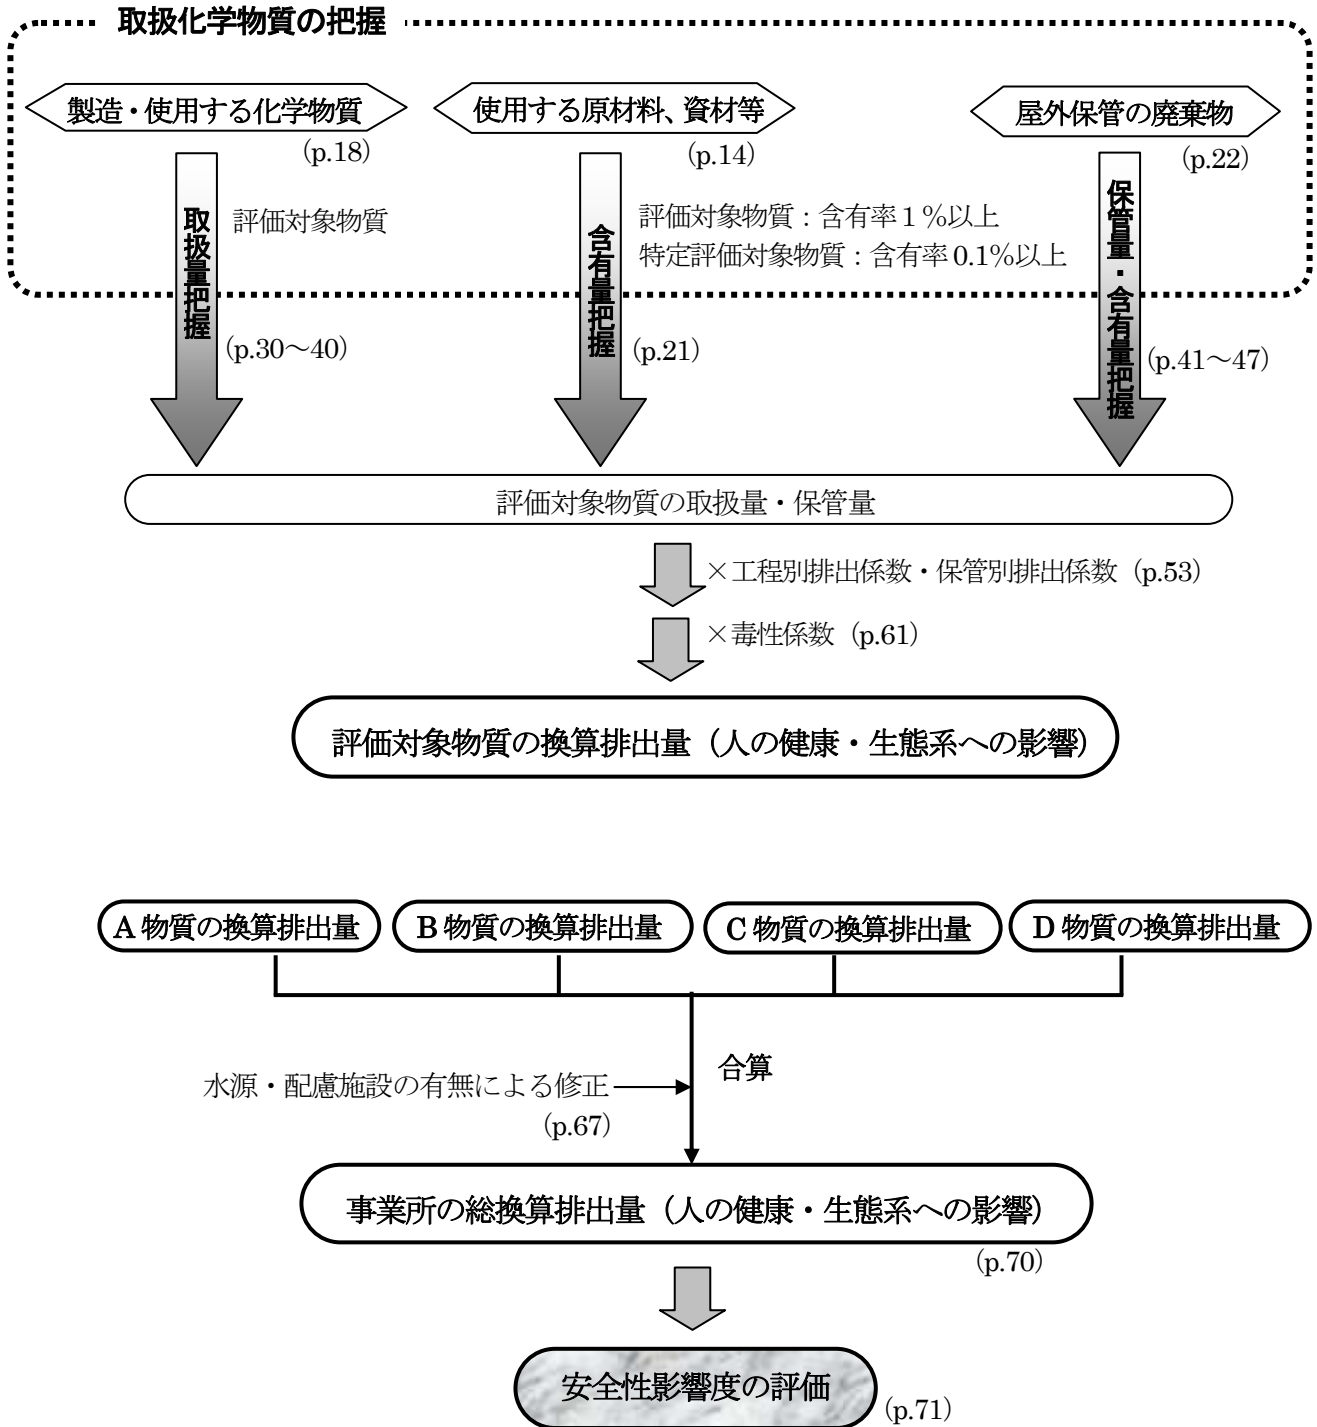 取扱化学物質の把握
製造・使用する化学物質
(p.18)
使用する原材料、資材等
(p.14)
屋外保管の廃棄物
(p.22)
取扱量把握
評価対象物質
(p.30～40)
含有量把握
評価対象物質：含有率１％以上
特定評価対象物質：含有率 0.1％以上
(p.21)
保管量・含有量把握
(p.41～47)
評価対象物質の取扱量・保管量
×工程別排出係数・保管別排出係数 (p.53)
×毒性係数 (p.61)
評価対象物質の換算排出量（人の健康・生態系への影響）
A 物質の換算排出量
B 物質の換算排出量
C 物質の換算排出量
D 物質の換算排出量
合算
水源・配慮施設の有無による修正
(p.67)
事業所の総換算排出量（人の健康・生態系への影響）
(p.70)
安全性影響度の評価
(p.71)